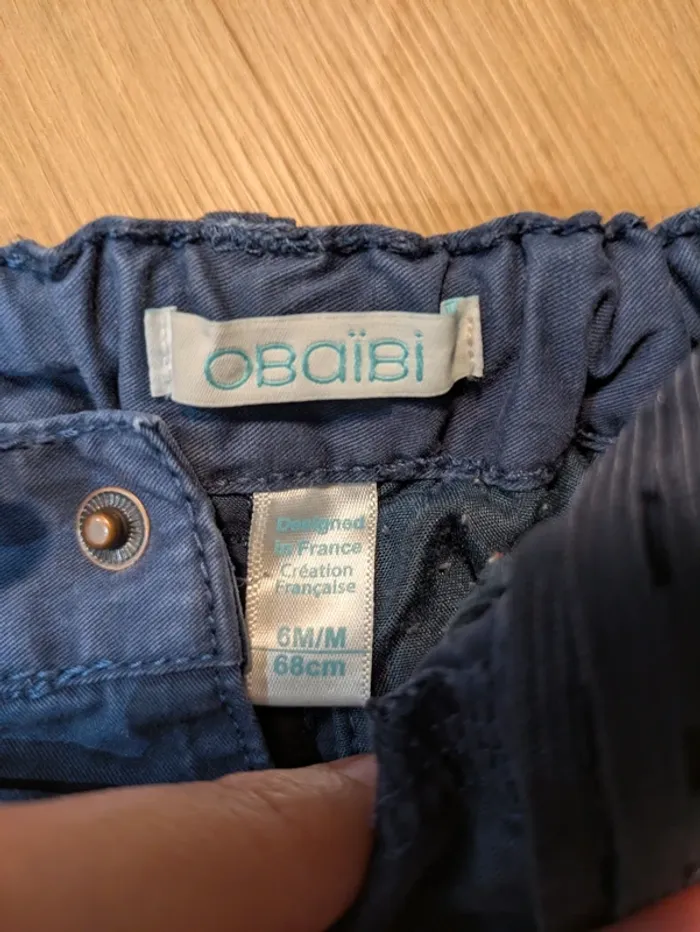 OBaïBi
Designed
in France
Création
Française
6M/M
68cm